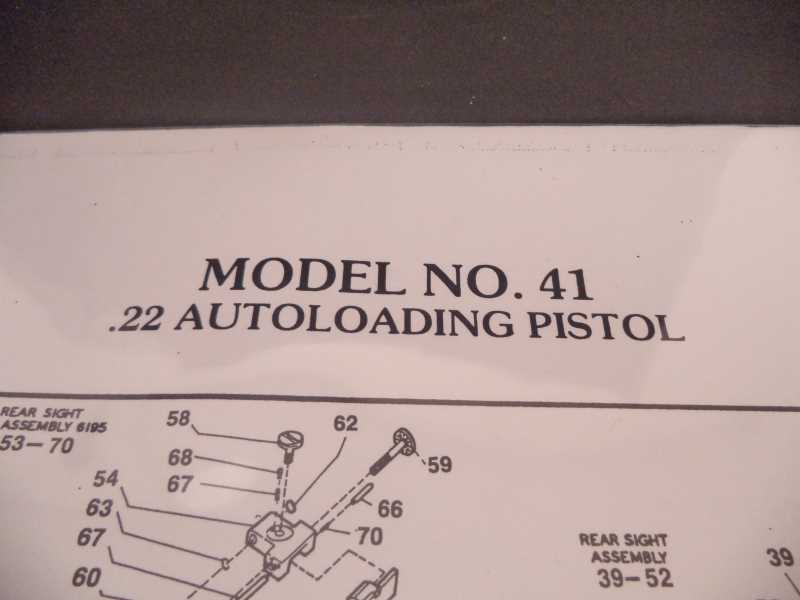 MODEL NO. 41
.22 AUTOLOADING PISTOL
REAR SIGHT
ASSEMBLY 6195
53-70
58
62
59
68
67
54
66
63
70
67
60
REAR SIGHT
ASSEMBLY
39-52
39